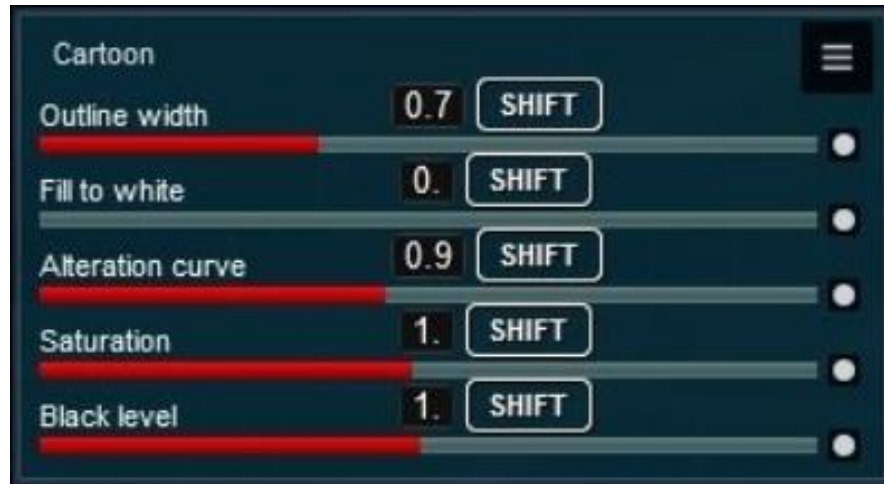 Cartoon
Outline width 0.7 SHIFT
Fill to white 0. SHIFT
Alteration curve 0.9 SHIFT
Saturation 1. SHIFT
Black level 1. SHIFT